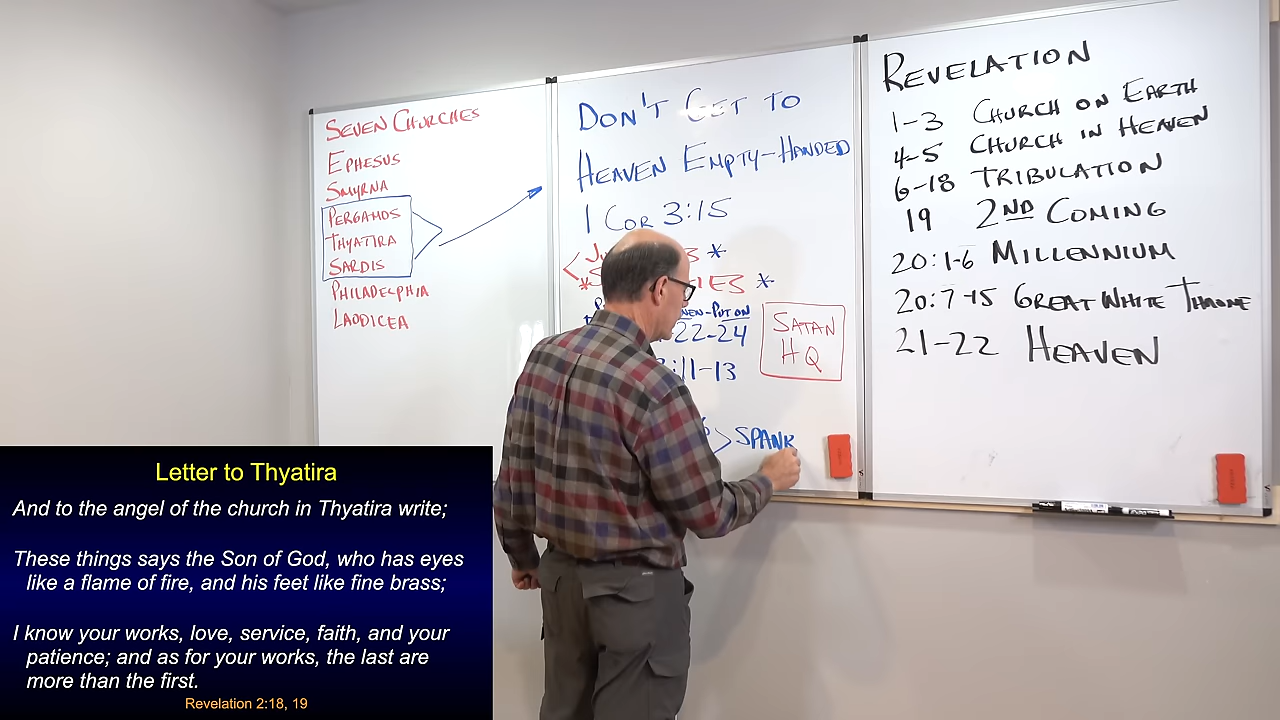 SEVEN CHURCHES
EPHESUS
SMYRNA
PERGAMOS
THYATIRA
SARDIS
PHILADELPHIA
LAODICEA
DON'T GET TO
HEAVEN EMPTY-HANDED
1 COR 3:15
*
*
*
PUT ON
22-24
:11-13
SATAN
HQ
> SPANK
REVELATION
1-3 CHURCH ON EARTH
4-5 CHURCH IN HEAVEN
6-18 TRIBULATION
19 2ND COMING
20:1-6 MILLENNIUM
20:7-15 GREAT WHITE THRONE
21-22 HEAVEN
Letter to Thyatira
And to the angel of the church in Thyatira write;
These things says the Son of God, who has eyes
like a flame of fire, and his feet like fine brass;
I know your works, love, service, faith, and your
patience; and as for your works, the last are
more than the first.
Revelation 2:18, 19